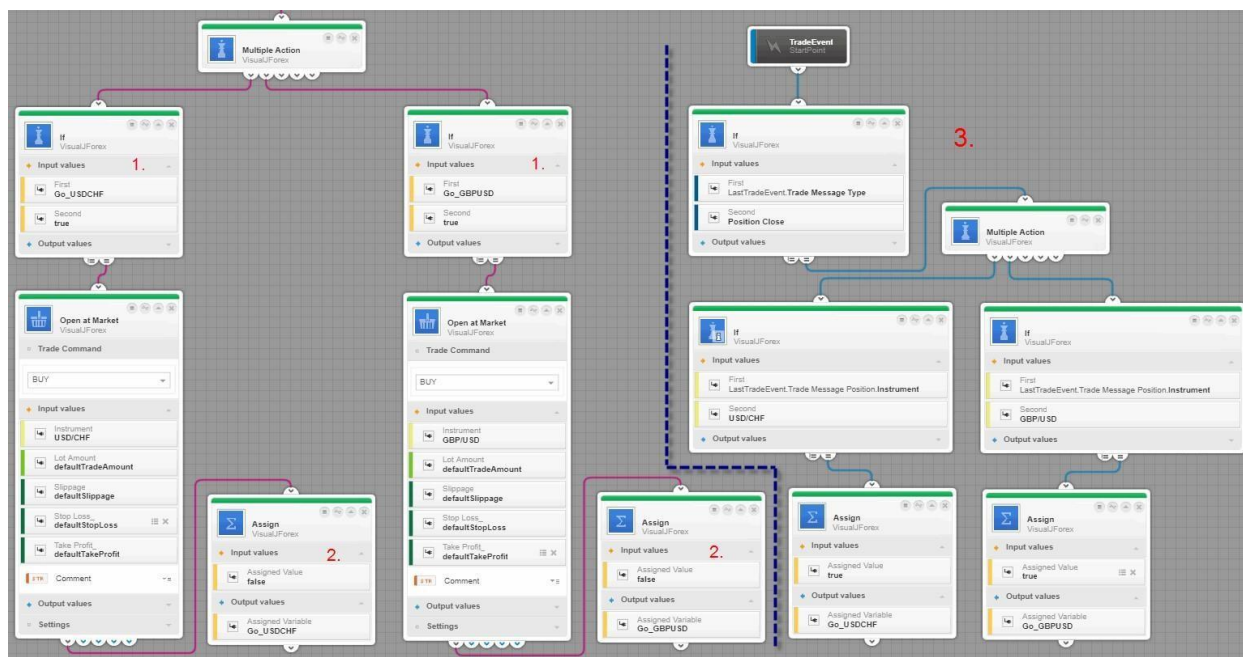 Multiple Action
VisualJForex
If
VisualJForex
Input values
1.
First
Go_USDCHF
Second
true
Output values
Open at Market
VisualJForex
Trade Command
BUY
Input values
Instrument
USD/CHF
Lot Amount
defaultTradeAmount
Slippage
defaultSlippage
Stop Loss_
defaultStopLoss
Take Profit_
defaultTakeProfit
Comment
Output values
Settings
Assign
VisualJForex
Input values
2.
Assigned Value
false
Output values
Assigned Variable
Go_USDCHF
If
VisualJForex
Input values
1.
First
Go_GBPUSD
Second
true
Output values
Open at Market
VisualJForex
Trade Command
BUY
Input values
Instrument
GBP/USD
Lot Amount
defaultTradeAmount
Slippage
defaultSlippage
Stop Loss_
defaultStopLoss
Take Profit_
defaultTakeProfit
Comment
Output values
Settings
Assign
VisualJForex
Input values
2.
Assigned Value
false
Output values
Assigned Variable
Go_GBPUSD
TradeEvent
StartPoint
If
VisualJForex
3.
Input values
First
LastTradeEvent.Trade Message Type
Second
Position Close
Output values
Multiple Action
VisualJForex
If
VisualJForex
Input values
First
LastTradeEvent.Trade Message Position.Instrument
Second
USD/CHF
Output values
Assign
VisualJForex
Input values
Assigned Value
true
Output values
Assigned Variable
Go_USDCHF
If
VisualJForex
Input values
First
LastTradeEvent.Trade Message Position.Instrument
Second
GBP/USD
Output values
Assign
VisualJForex
Input values
Assigned Value
true
Output values
Assigned Variable
Go_GBPUSD